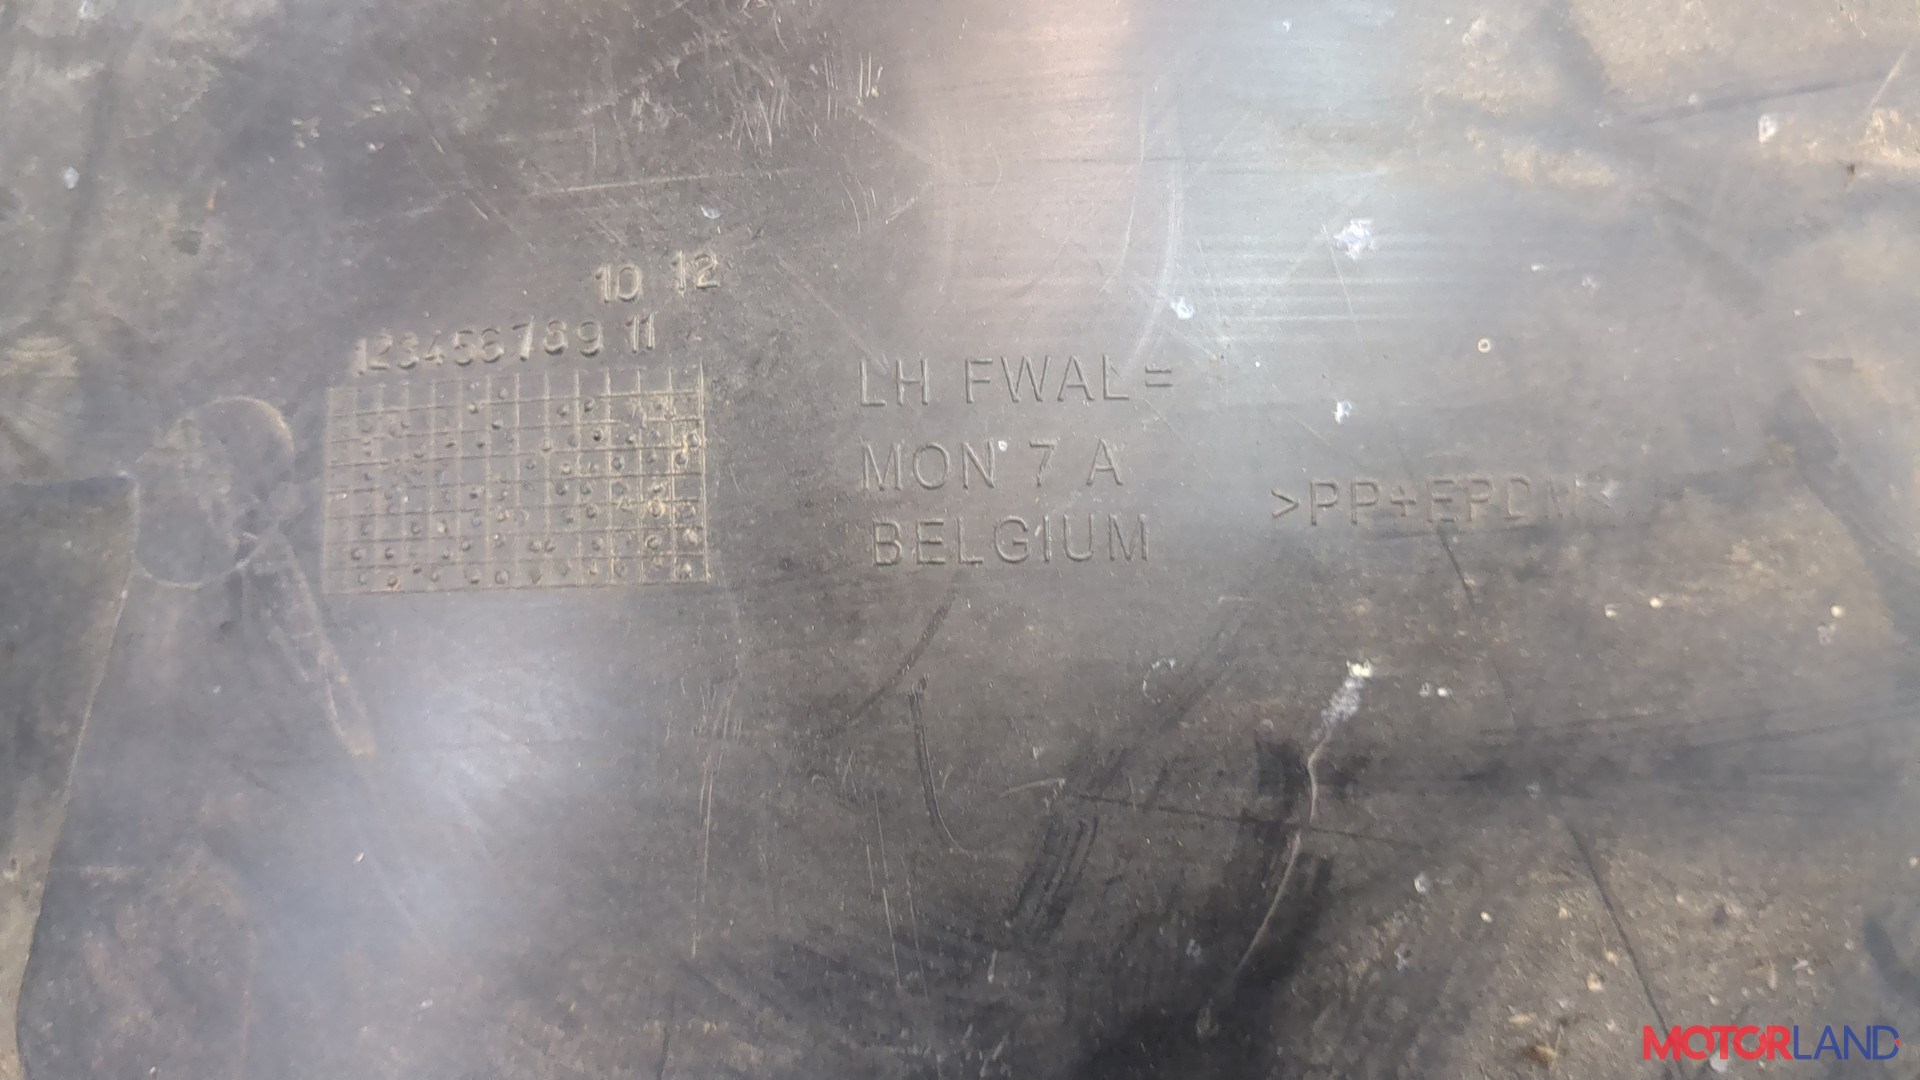 10 12
123456789 11
LH FWAL=
MON 7 A
BELGIUM
>PP+EPDM<
MOTORLAND